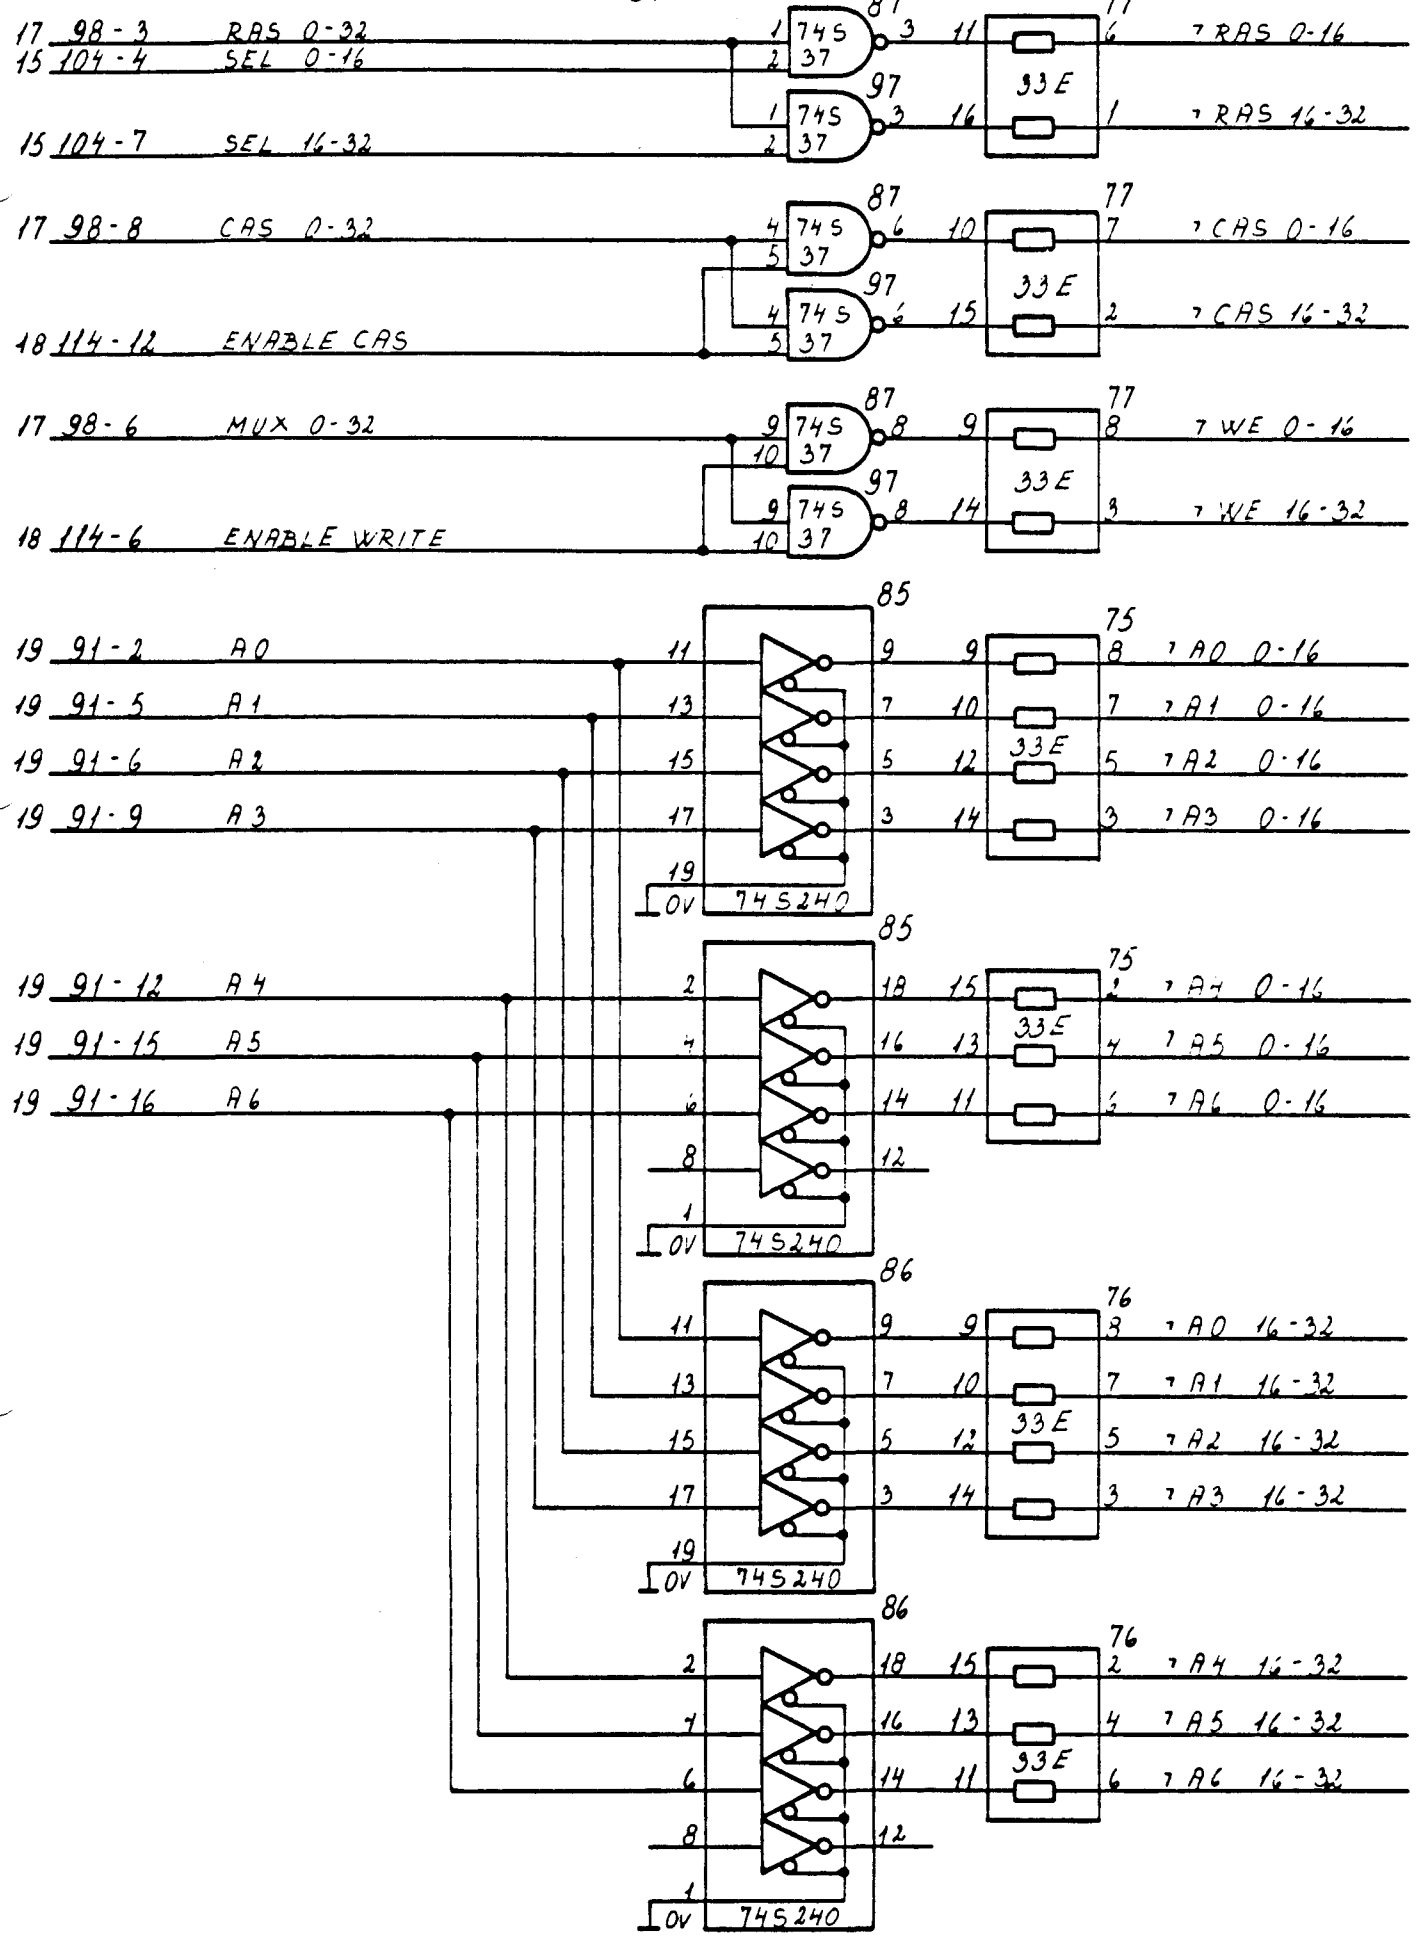 87 77
17 98-3 RAS 0-32 1 74S 3 11 6 ¬ RAS 0-16
15 104-4 SEL 0-16 2 37
33E
97
1 74S 3 16 1 ¬ RAS 16-32
15 104-7 SEL 16-32 2 37
87 77
17 98-8 CAS 0-32 4 74S 6 10 7 ¬ CAS 0-16
5 37
33E
97
4 74S 6 15 2 ¬ CAS 16-32
18 114-12 ENABLE CAS 5 37
87 77
17 98-6 MUX 0-32 9 74S 8 9 8 ¬ WE 0-16
10 37
33E
97
9 74S 8 14 3 ¬ WE 16-32
18 114-6 ENABLE WRITE 10 37
85 75
19 91-2 A0 11 9 9 8 ¬ A0 0-16
19 91-5 A1 13 7 10 7 ¬ A1 0-16
33E
19 91-6 A2 15 5 12 5 ¬ A2 0-16
19 91-9 A3 17 3 14 3 ¬ A3 0-16
19
0V 74S240
85 75
19 91-12 A4 2 18 15 2 ¬ A4 0-16
33E
19 91-15 A5 4 16 13 4 ¬ A5 0-16
19 91-16 A6 6 14 11 6 ¬ A6 0-16
8 12
1
0V 74S240
86 76
11 9 9 8 ¬ A0 16-32
13 7 10 7 ¬ A1 16-32
33E
15 5 12 5 ¬ A2 16-32
17 3 14 3 ¬ A3 16-32
19
0V 74S240
86 76
2 18 15 2 ¬ A4 16-32
4 16 13 4 ¬ A5 16-32
33E
6 14 11 6 ¬ A6 16-32
8 12
1
0V 74S240